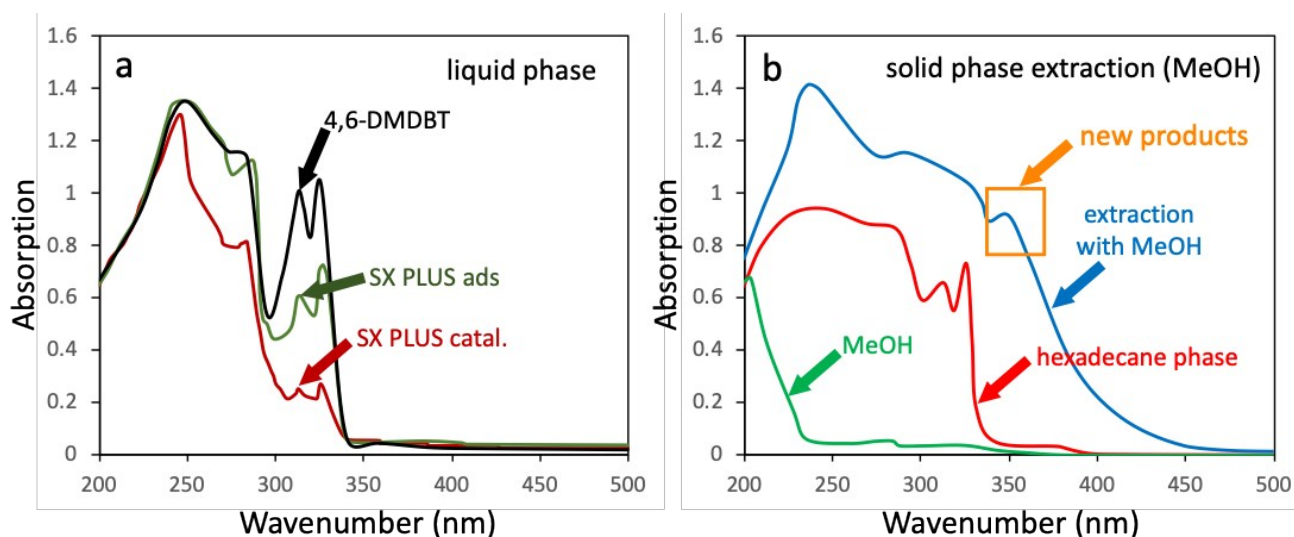 a
liquid phase
4,6-DMDBT
SX PLUS ads
SX PLUS catal.
Absorption
1.6
1.4
1.2
1
0.8
0.6
0.4
0.2
0
200
250
300
350
400
450
500
Wavenumber (nm)
b
solid phase extraction (MeOH)
new products
extraction
with MeOH
MeOH
hexadecane phase
Absorption
1.6
1.4
1.2
1
0.8
0.6
0.4
0.2
0
200
250
300
350
400
450
500
Wavenumber (nm)